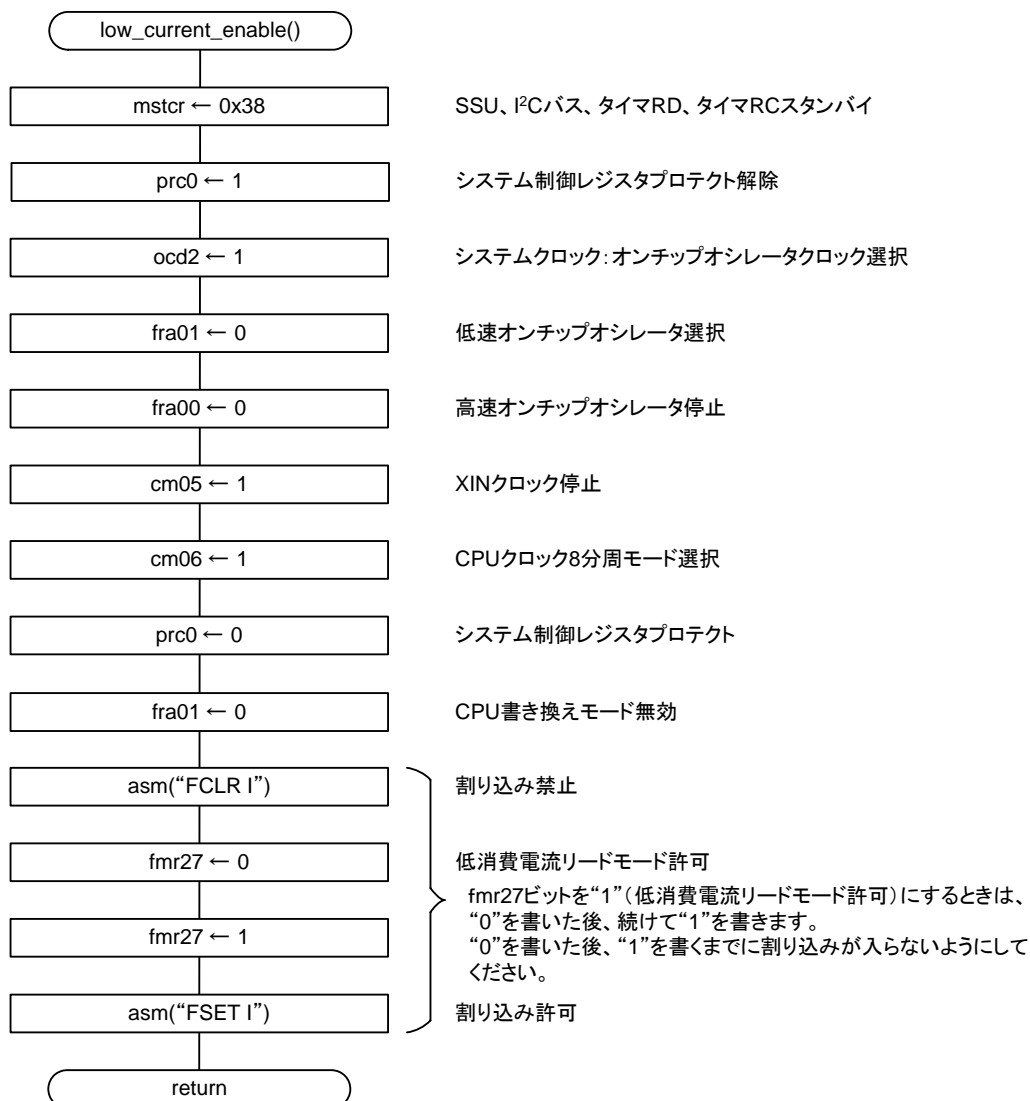 low_current_enable()
mstcr ← 0x38 SSU、I²Cバス、タイマRD、タイマRCスタンバイ
prc0 ← 1 システム制御レジスタプロテクト解除
ocd2 ← 1 システムクロック：オンチップオシレータクロック選択
fra01 ← 0 低速オンチップオシレータ選択
fra00 ← 0 高速オンチップオシレータ停止
cm05 ← 1 XINクロック停止
cm06 ← 1 CPUクロック8分周モード選択
prc0 ← 0 システム制御レジスタプロテクト
fra01 ← 0 CPU書き換えモード無効
asm(“FCLR I”) 割り込み禁止
fmr27 ← 0 低消費電流リードモード許可
fmr27ビットを“1”（低消費電流リードモード許可）にするときは、
“0”を書いた後、続けて“1”を書きます。
fmr27 ← 1
“0”を書いた後、“1”を書くまでに割り込みが入らないようにして
ください。
asm(“FSET I”) 割り込み許可
return